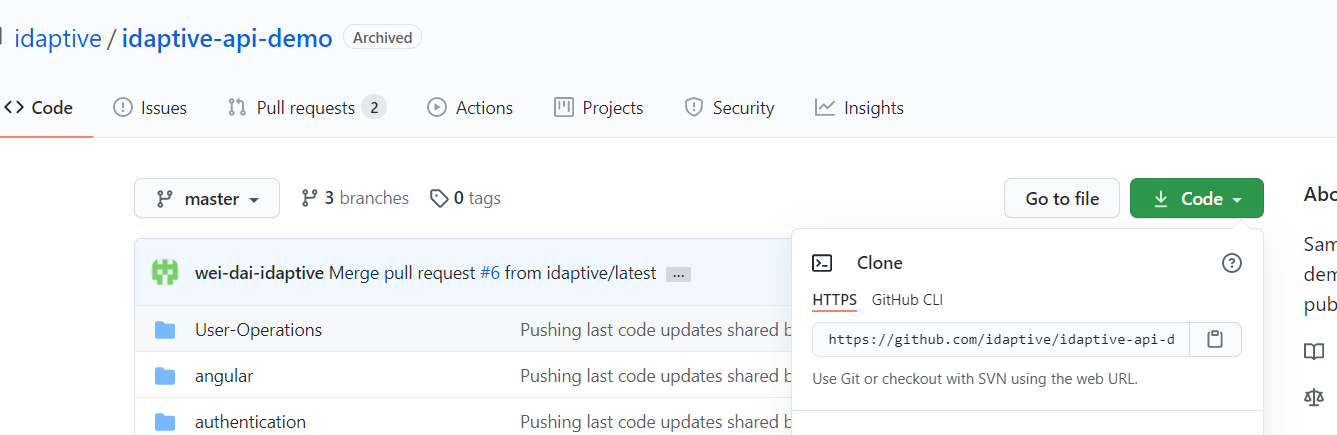 idaptive / idaptive-api-demo Archived
Code Issues Pull requests 2 Actions Projects Security Insights
master 3 branches 0 tags Go to file Code
wei-dai-idaptive Merge pull request #6 from idaptive/latest ...
User-Operations Pushing last code updates shared b
angular Pushing last code updates shared b
authentication Pushing last code updates shared b
Clone
HTTPS GitHub CLI
https://github.com/idaptive/idaptive-api-d
Use Git or checkout with SVN using the web URL.
Abo
Sam
dem
pub